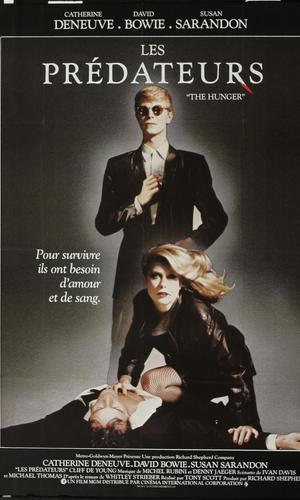 CATHERINE DAVID SUSAN
DENEUVE . BOWIE . SARANDON
LES
PRÉDATEURS
"THE HUNGER"
Pour survivre
ils ont besoin
d'amour
et de sang.
Metro-Goldwyn-Mayer Présente Une production Richard Shepherd Company
CATHERINE DENEUVE.DAVID BOWIE.SUSAN SARANDON
"LES PRÉDATEURS" CLIFF DE YOUNG Musique de MICHEL RUBINI et DENNY JAEGER Scénario de IVAN DAVIS
et MICHAEL THOMAS D'après le roman de WHITLEY STRIEBER Réalisé par TONY SCOTT Produit par RICHARD SHEPHE
UN FILM MGM DISTRIBUÉ PAR CINEMA INTERNATIONAL CORPORATION